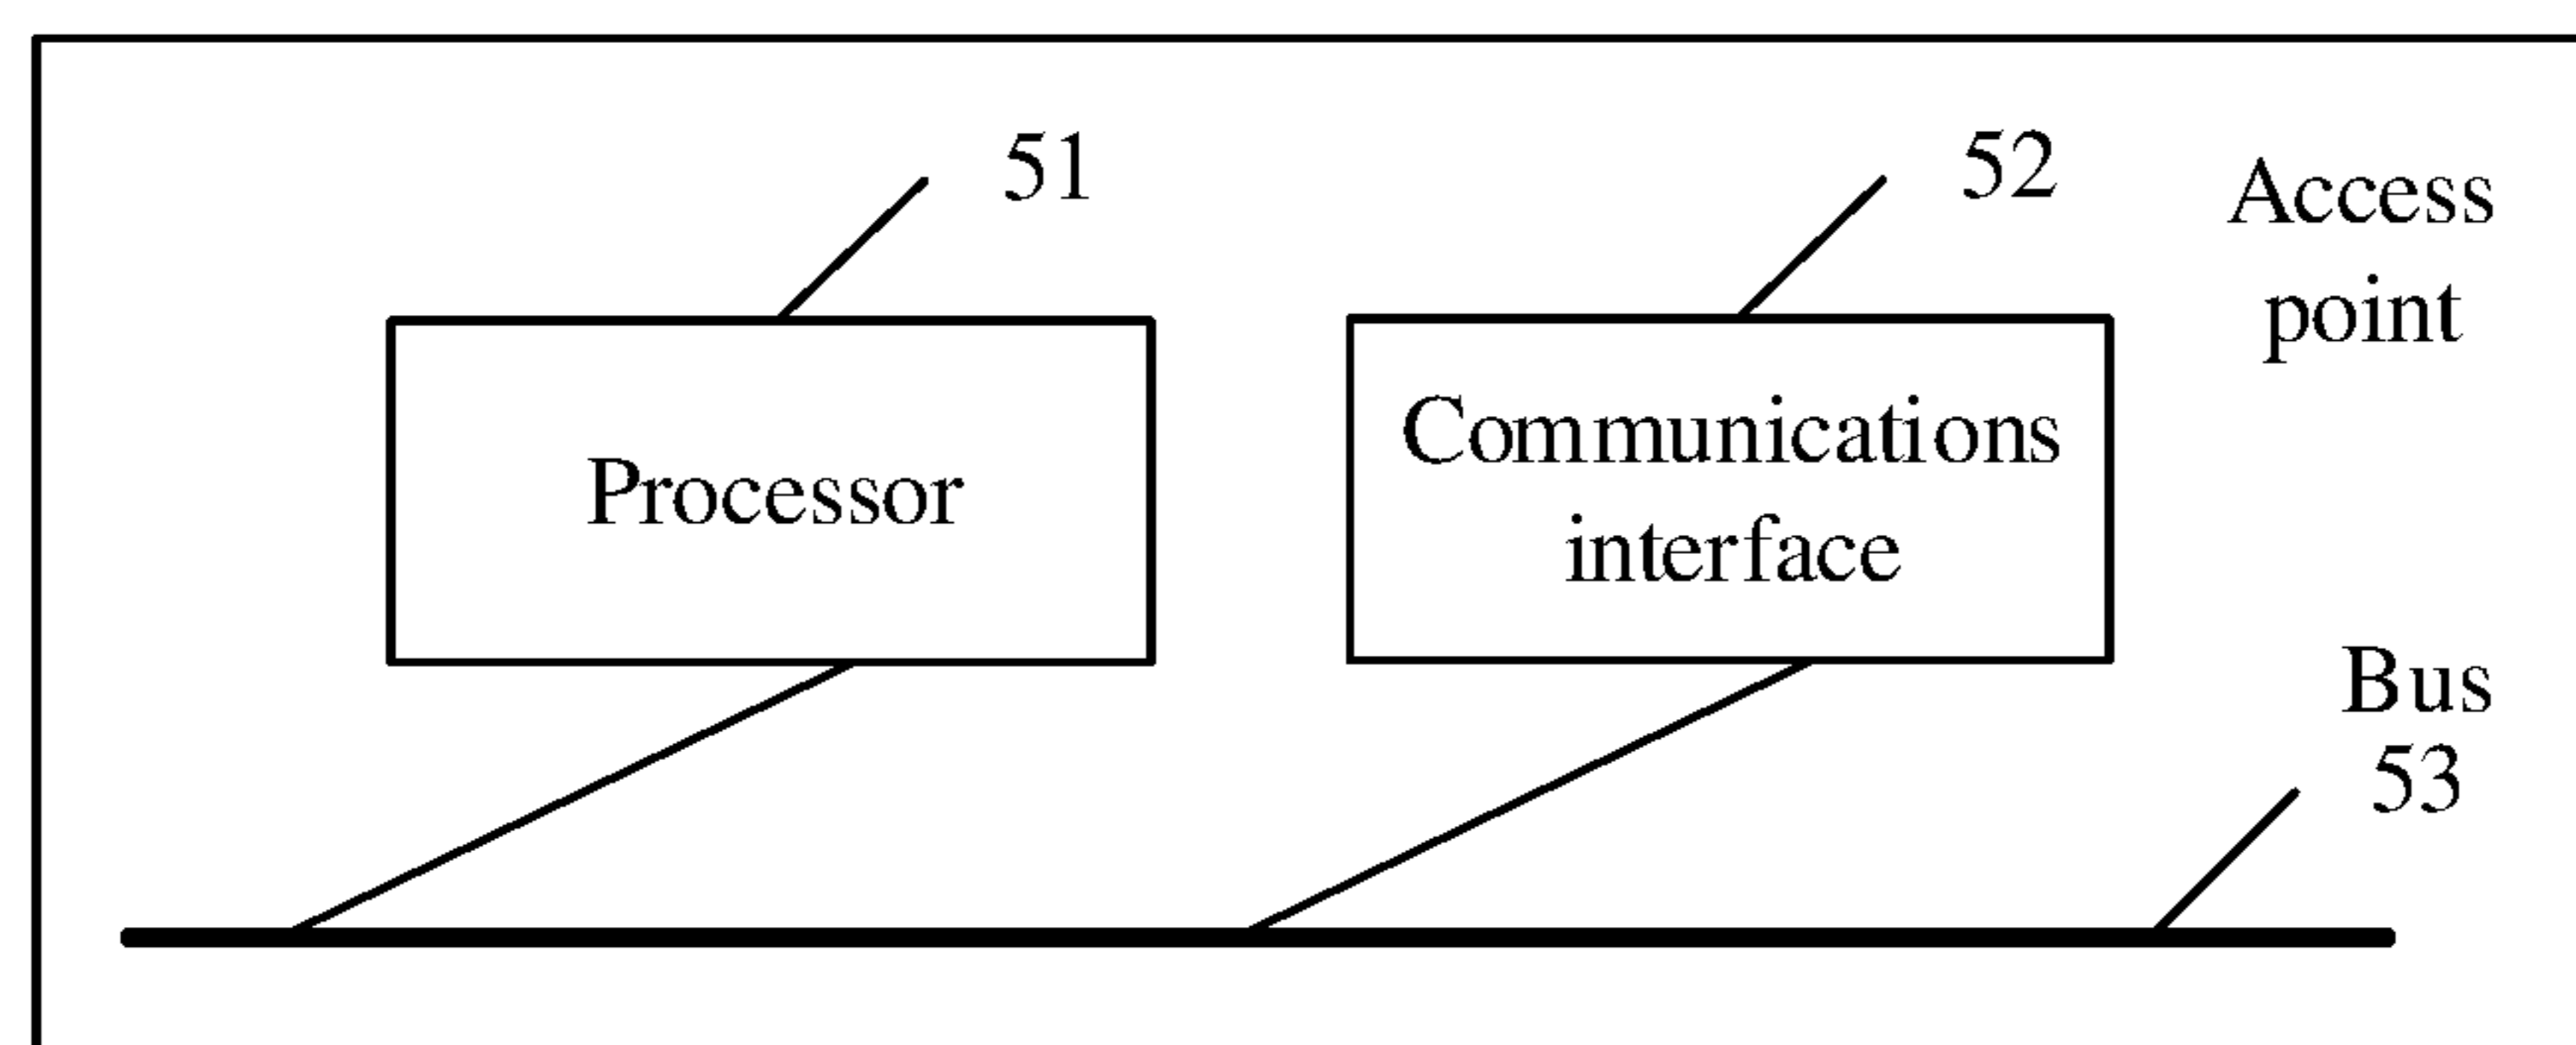 51
52
Access
point
Processor
Communications
interface
Bus
53